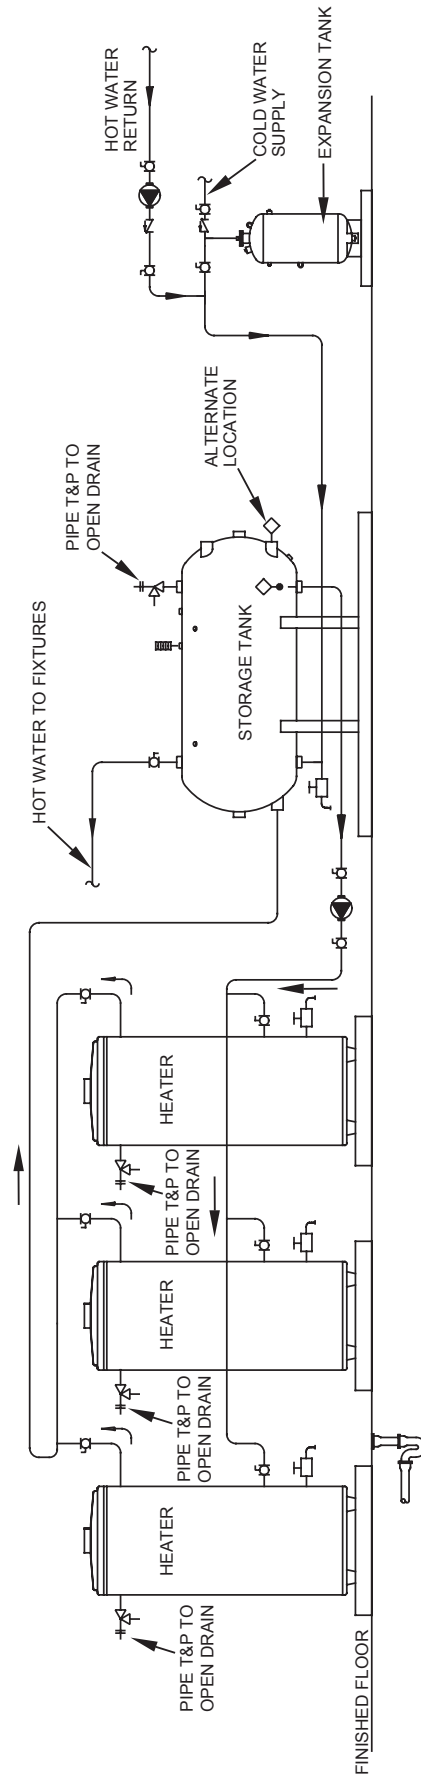 PIPE T&P TO
OPEN DRAIN
HEATER
PIPE T&P TO
OPEN DRAIN
HEATER
PIPE T&P TO
OPEN DRAIN
HEATER
HOT WATER TO FIXTURES
PIPE T&P TO
OPEN DRAIN
STORAGE TANK
ALTERNATE
LOCATION
HOT WATER
RETURN
COLD WATER
SUPPLY
EXPANSION TANK
FINISHED FLOOR